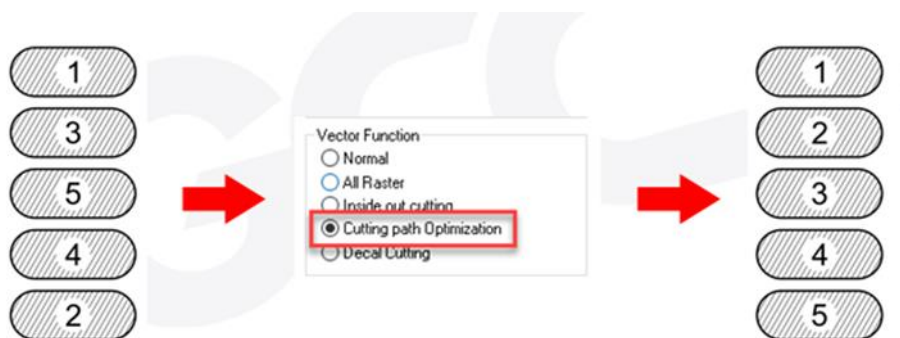 1
3
5
4
2
Vector Function
Normal
All Raster
Inside out cutting
Cutting path Optimization
Decal Cutting
1
2
3
4
5
GCC